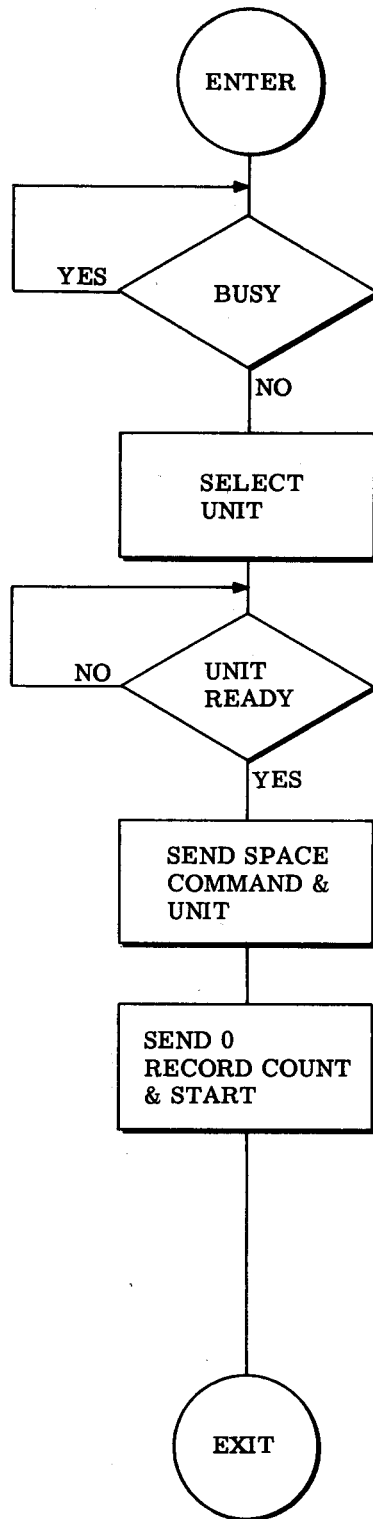 ENTER
YES
BUSY
NO
SELECT
UNIT
NO
UNIT
READY
YES
SEND SPACE
COMMAND &
UNIT
SEND 0
RECORD COUNT
& START
EXIT